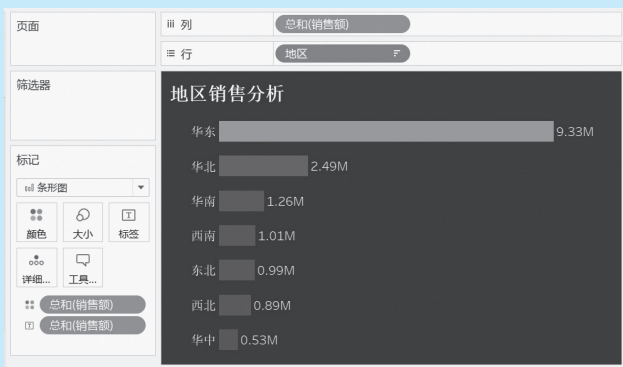 页面
筛选器
标记
条形图
颜色
大小
标签
详细...
工具...
总和(销售额)
总和(销售额)
列
总和(销售额)
行
地区
地区销售分析
华东 9.33M
华北 2.49M
华南 1.26M
西南 1.01M
东北 0.99M
西北 0.89M
华中 0.53M